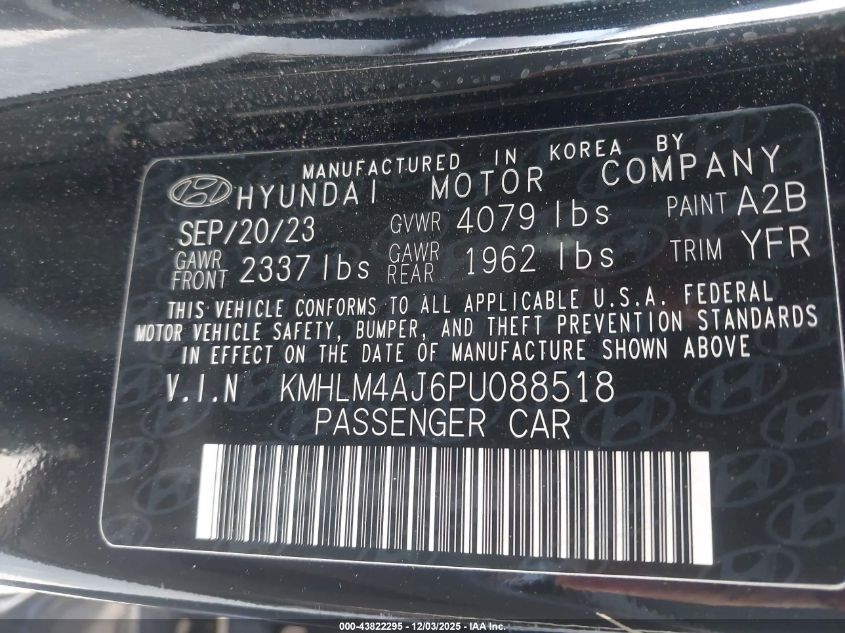 MANUFACTURED IN KOREA BY
HYUNDAI MOTOR COMPANY
SEP/20/23 GVWR 4079 lbs PAINT A2B
GAWR FRONT 2337 lbs GAWR REAR 1962 lbs TRIM YFR
THIS VEHICLE CONFORMS TO ALL APPLICABLE U.S.A. FEDERAL
MOTOR VEHICLE SAFETY, BUMPER, AND THEFT PREVENTION STANDARDS
IN EFFECT ON THE DATE OF MANUFACTURE SHOWN ABOVE
V.I.N KMHLM4AJ6PU088518
PASSENGER CAR
000-43822295 - 12/03/2025 - IAA Inc.